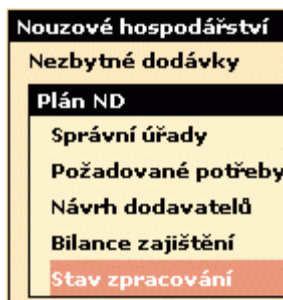 Nouzové hospodářství
Nezbytné dodávky
Plán ND
Správní úřady
Požadované potřeby
Návrh dodavatelů
Bilance zajištění
Stav zpracování